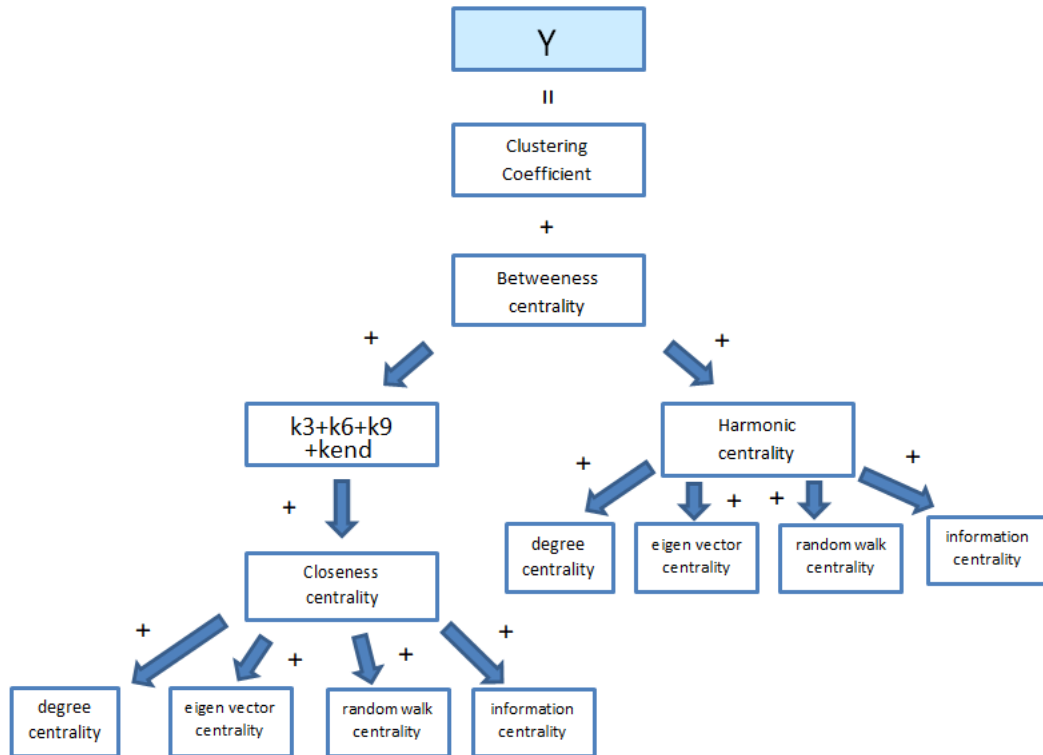 Y
=
Clustering
Coefficient
+
Betweeness
centrality
+
+
k3+k6+k9
+kend
Harmonic
centrality
+
+
+
+
+
degree
centrality
eigen vector
centrality
random walk
centrality
information
centrality
Closeness
centrality
+
+
+
+
degree
centrality
eigen vector
centrality
random walk
centrality
information
centrality